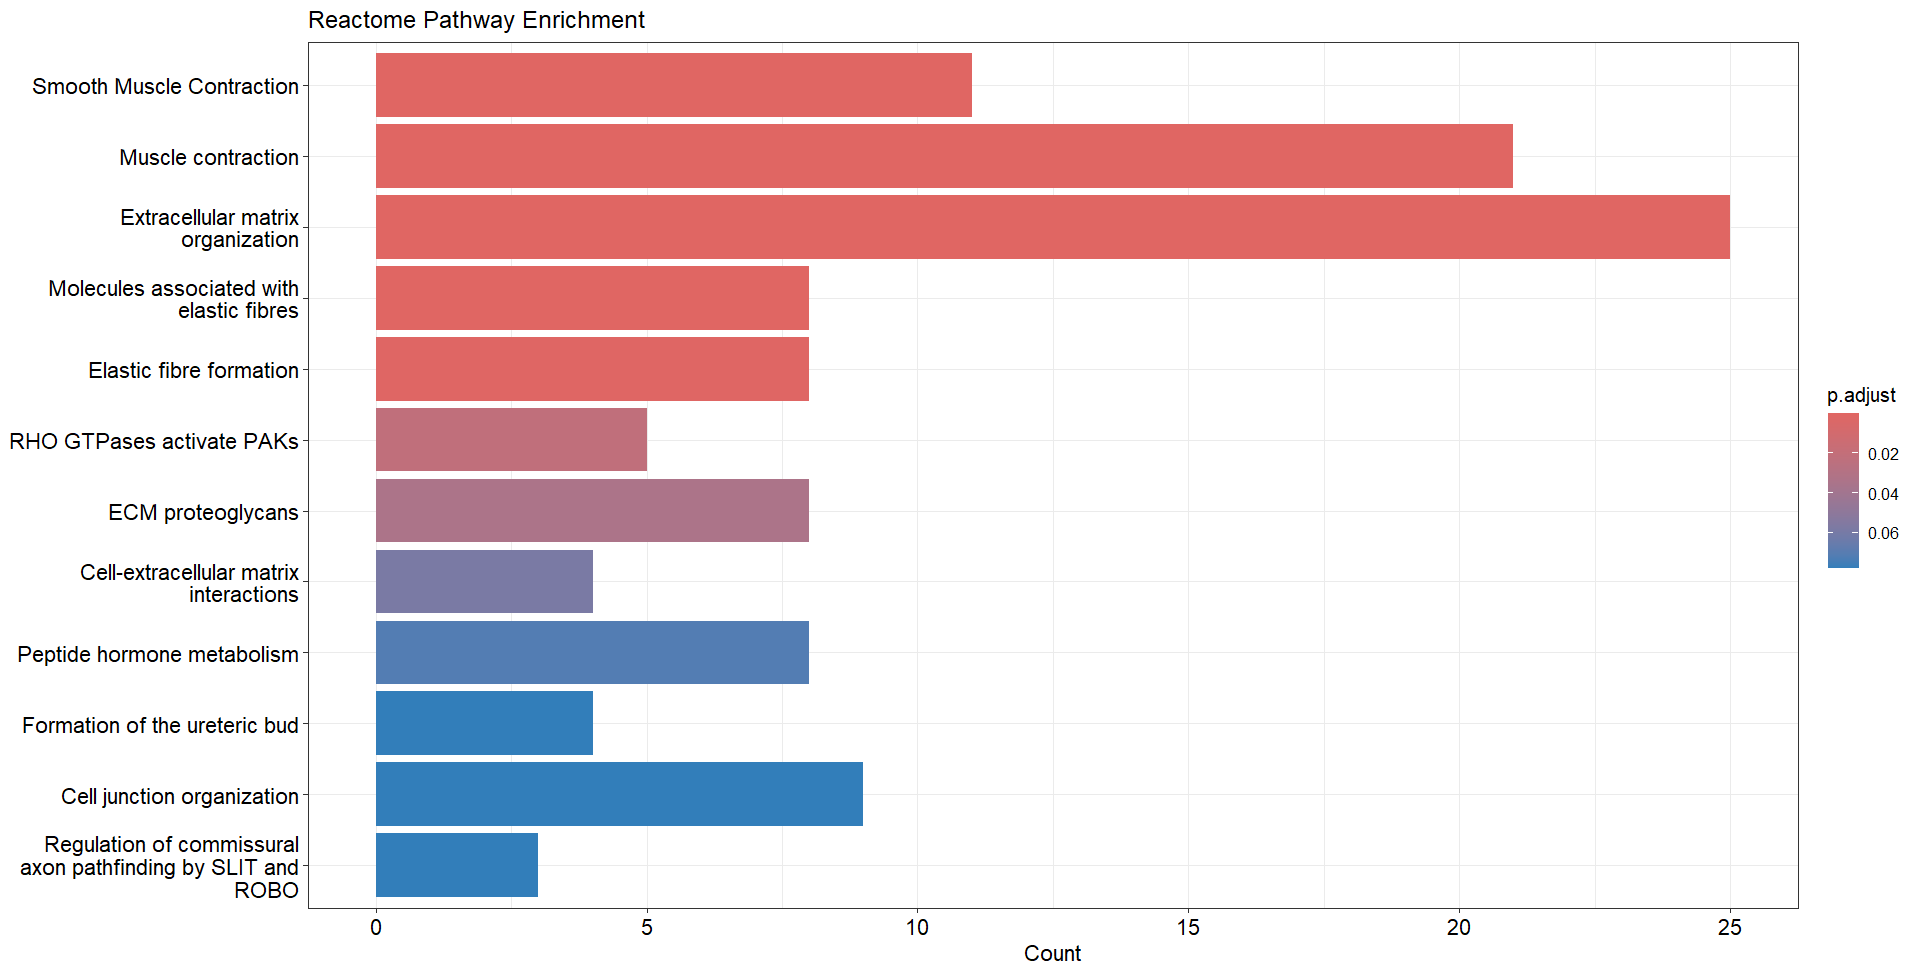 Reactome Pathway Enrichment
Smooth Muscle Contraction
Muscle contraction
Extracellular matrix
organization
Molecules associated with
elastic fibres
Elastic fibre formation
RHO GTPases activate PAKs
ECM proteoglycans
Cell-extracellular matrix
interactions
Peptide hormone metabolism
Formation of the ureteric bud
Cell junction organization
Regulation of commissural
axon pathfinding by SLIT and
ROBO
0 5 10 15 20 25
Count
p.adjust
0.02
0.04
0.06